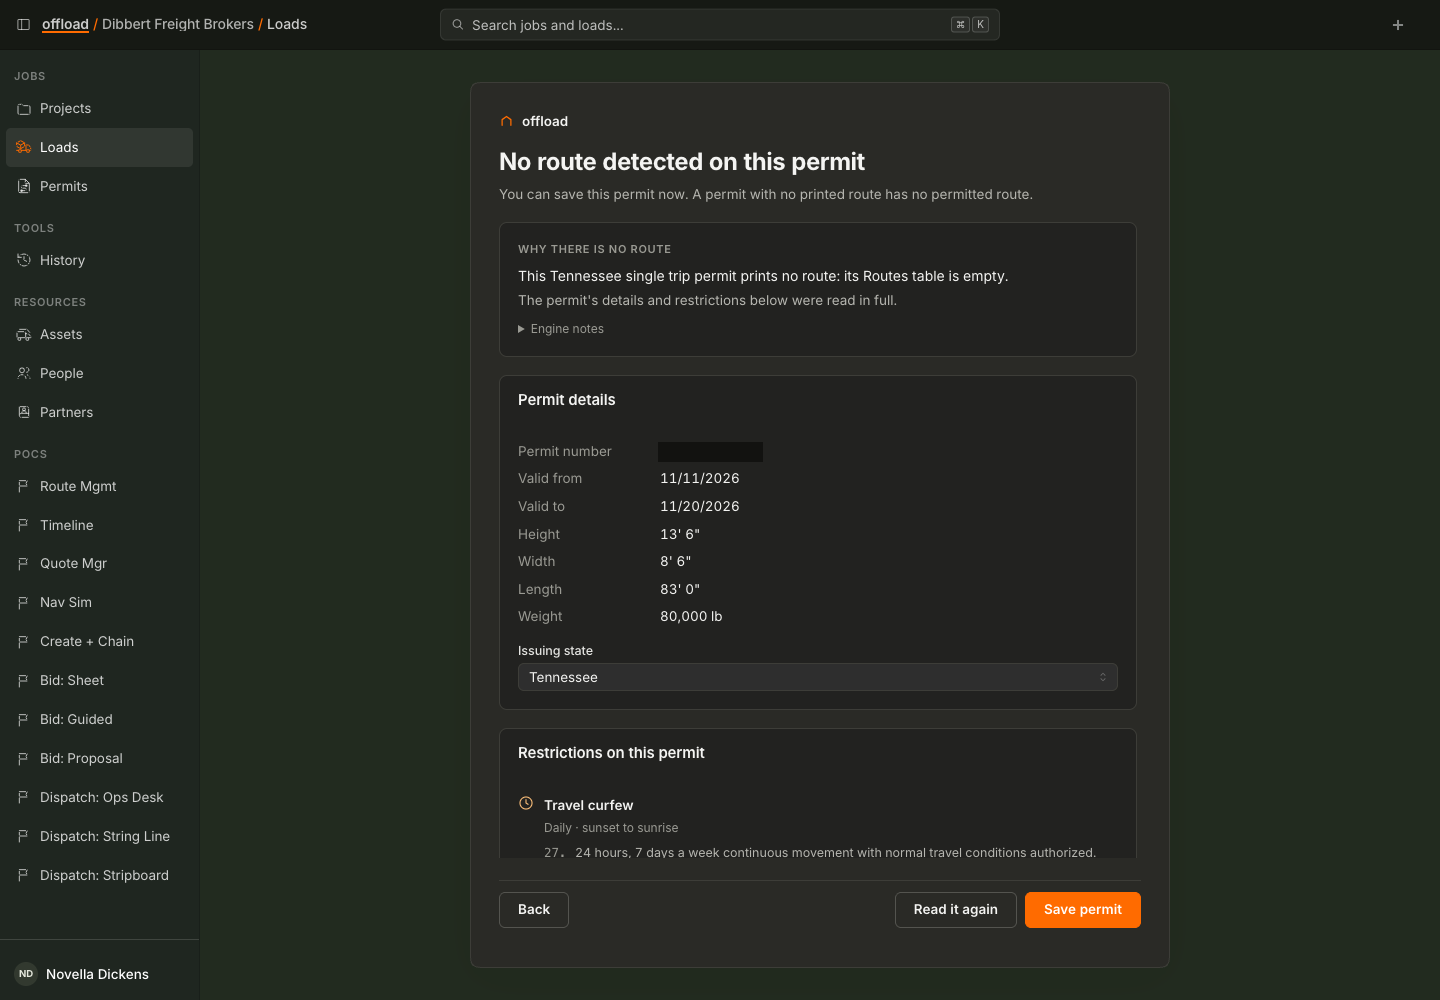 offload / Dibbert Freight Brokers / Loads
Search jobs and loads...
⌘ K
JOBS
Projects
Loads
Permits
TOOLS
History
RESOURCES
Assets
People
Partners
POCS
Route Mgmt
Timeline
Quote Mgr
Nav Sim
Create + Chain
Bid: Sheet
Bid: Guided
Bid: Proposal
Dispatch: Ops Desk
Dispatch: String Line
Dispatch: Stripboard
ND Novella Dickens
offload
No route detected on this permit
You can save this permit now. A permit with no printed route has no permitted route.
WHY THERE IS NO ROUTE
This Tennessee single trip permit prints no route: its Routes table is empty.
The permit's details and restrictions below were read in full.
Engine notes
Permit details
Permit number
Valid from 11/11/2026
Valid to 11/20/2026
Height 13' 6"
Width 8' 6"
Length 83' 0"
Weight 80,000 lb
Issuing state
Tennessee
Restrictions on this permit
Travel curfew
Daily · sunset to sunrise
27. 24 hours, 7 days a week continuous movement with normal travel conditions authorized.
Back
Read it again
Save permit